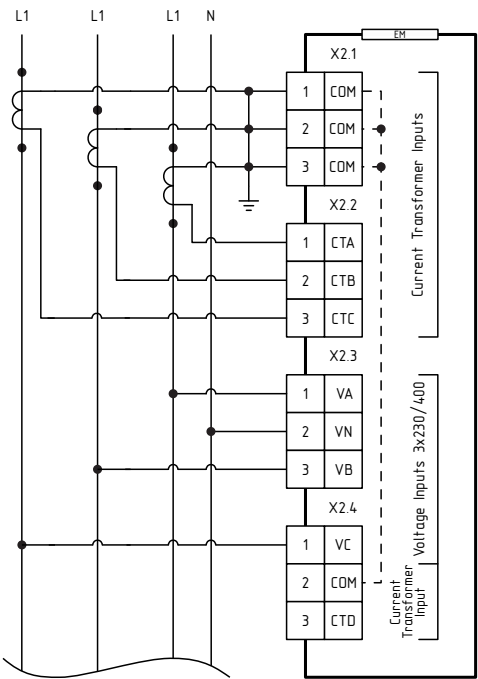 L1 L1 L1 N
EM
X2.1
1 COM
2 COM
3 COM
Current Transformer Inputs
X2.2
1 CTA
2 CTB
3 CTC
X2.3
1 VA
2 VN
3 VB
Voltage Inputs 3x230/400
X2.4
1 VC
2 COM
3 CTD
Current
Transformer
Input